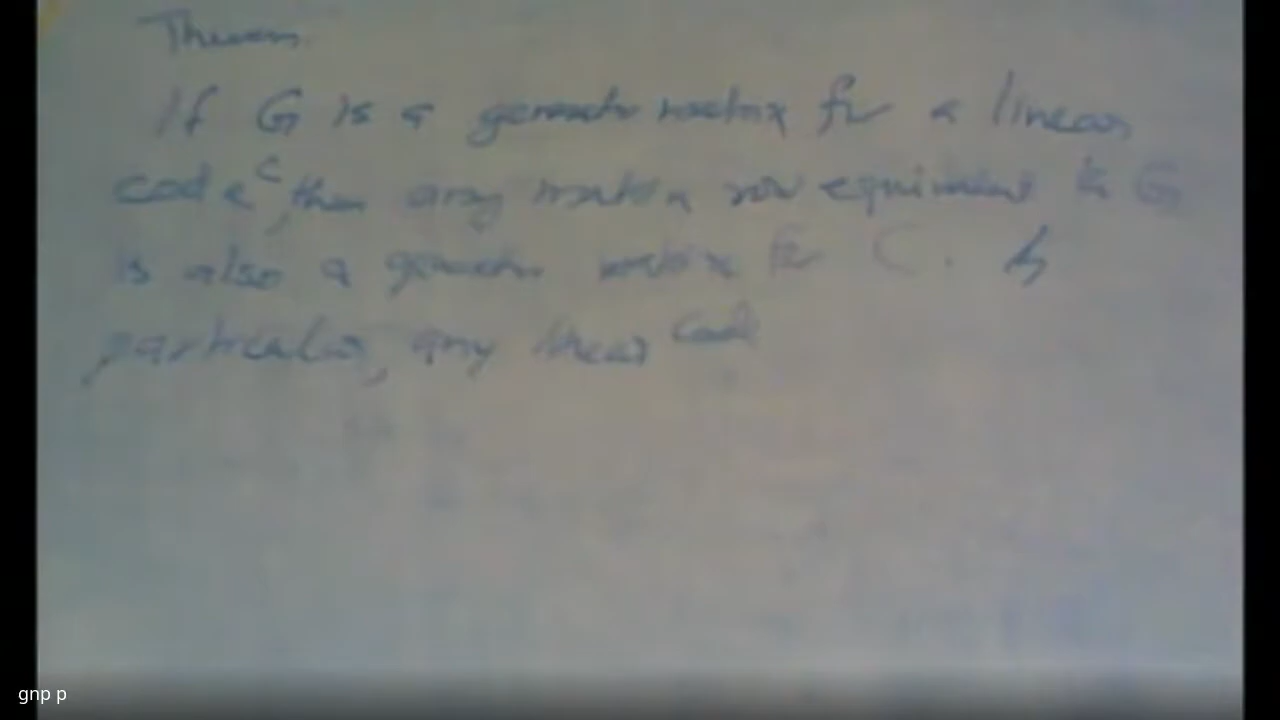 Theorem
If G is a generator matrix for a linear
code C, then any matrix row equivalent to G
is also a generator matrix for C. In
particular, any linear code
gnp p